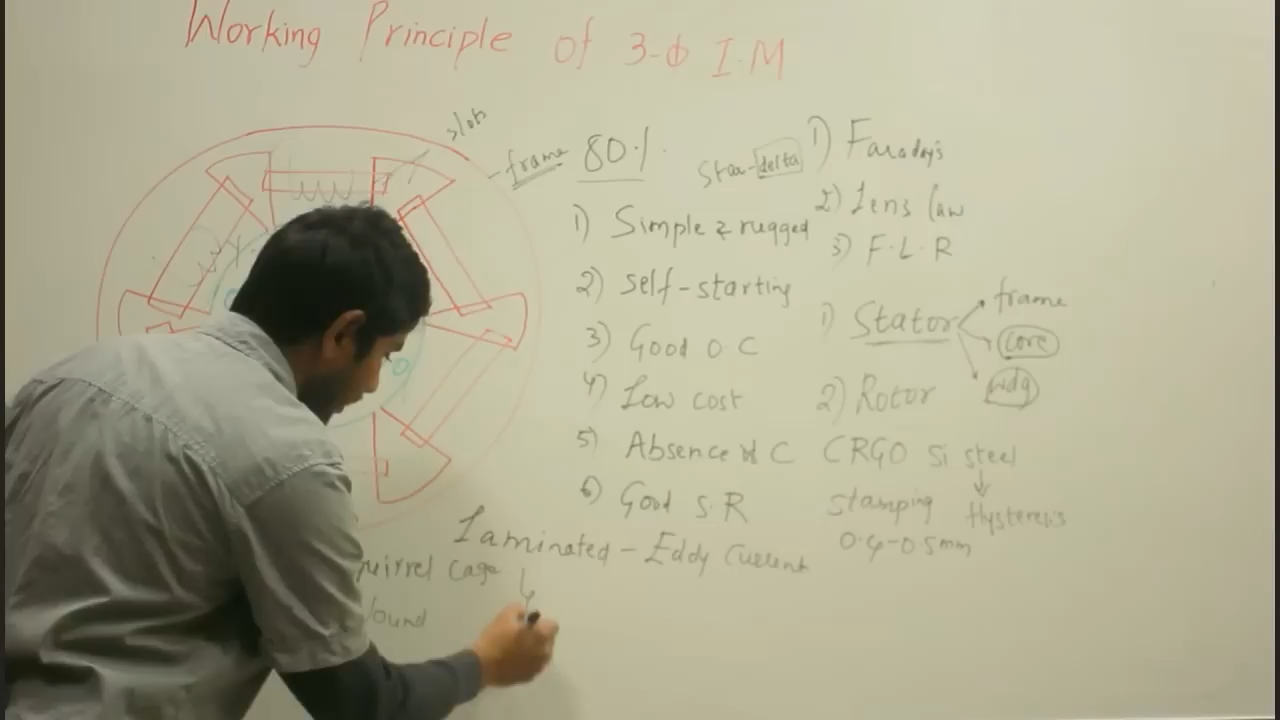 Working Principle of 3-ϕ I.M
slots
frame
80%.
Star-delta
1) Simple & rugged
2) Self-starting
3) Good O C
4) Low cost
5) Absence of C
6) Good S.R
1) Faraday's
2) Lens law
3) F.L.R
1) Stator
frame
core
wdg
2) Rotor
CRGO Si steel
stamping
Hysteresis
0.4-0.5mm
Laminated - Eddy Current
uirrel cage
ound